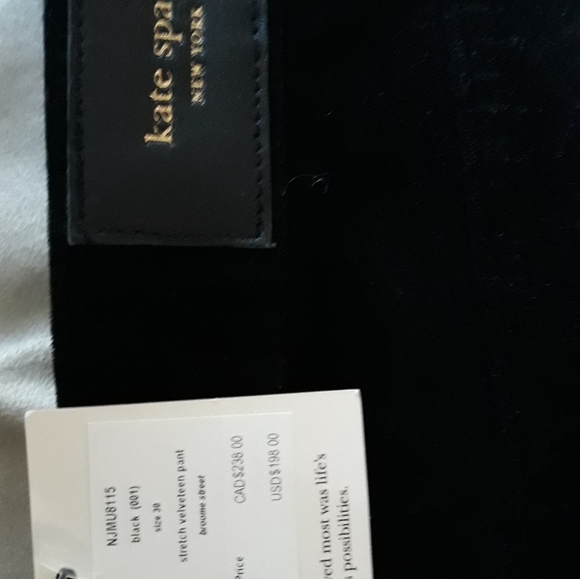 kate spa
NEW YORK
NJMU8115
black (001)
size 30
stretch velveteen pant
broome street
Price CAD$238.00
USD$198.00
red most was life's
possibilities.